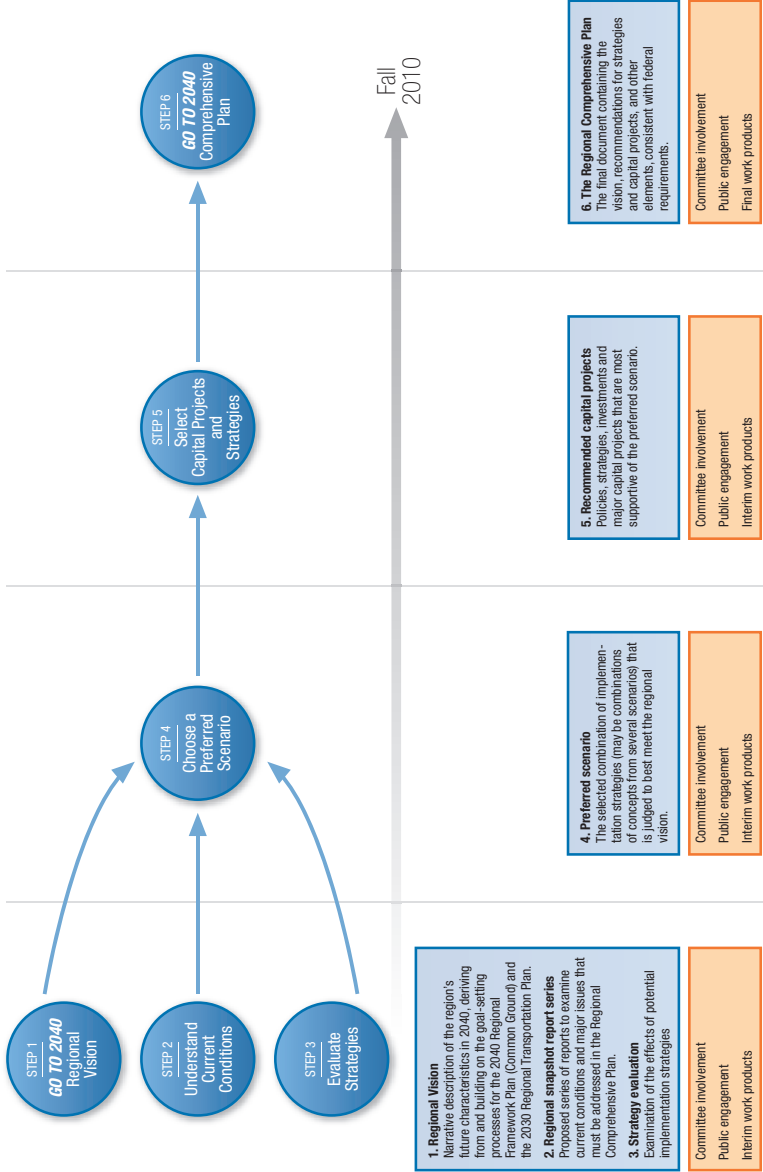 STEP 1
GO TO 2040
Regional
Vision
STEP 2
Understand
Current
Conditions
STEP 3
Evaluate
Strategies
STEP 4
Choose a
Preferred
Scenario
STEP 5
Select
Capital Projects
and
Strategies
STEP 6
GO TO 2040
Comprehensive
Plan
Fall
2010
1. Regional Vision
Narrative description of the region's
future characteristics in 2040, deriving
from and building on the goal-setting
processes for the 2040 Regional
Framework Plan (Common Ground) and
the 2030 Regional Transportation Plan.
2. Regional snapshot report series
Proposed series of reports to examine
current conditions and major issues that
must be addressed in the Regional
Comprehensive Plan.
3. Strategy evaluation
Examination of the effects of potential
implementation strategies
Committee involvement
Public engagement
Interim work products
4. Preferred scenario
The selected combination of implemen-
tation strategies (may be combinations
of concepts from several scenarios) that
is judged to best meet the regional
vision.
Committee involvement
Public engagement
Interim work products
5. Recommended capital projects
Policies, strategies, investments and
major capital projects that are most
supportive of the preferred scenario.
Committee involvement
Public engagement
Interim work products
6. The Regional Comprehensive Plan
The final document containing the
vision, recommendations for strategies
and capital projects, and other
elements, consistent with federal
requirements.
Committee involvement
Public engagement
Final work products